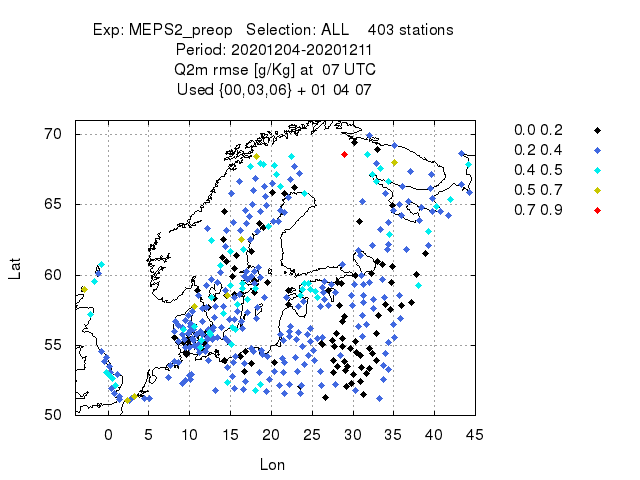 Exp: MEPS2_preop Selection: ALL 403 stations
Period: 20201204-20201211
Q2m rmse [g/Kg] at 07 UTC
Used {00,03,06} + 01 04 07
0.0 0.2
0.2 0.4
0.4 0.5
0.5 0.7
0.7 0.9
70
65
60
55
50
Lat
0 5 10 15 20 25 30 35 40 45
Lon